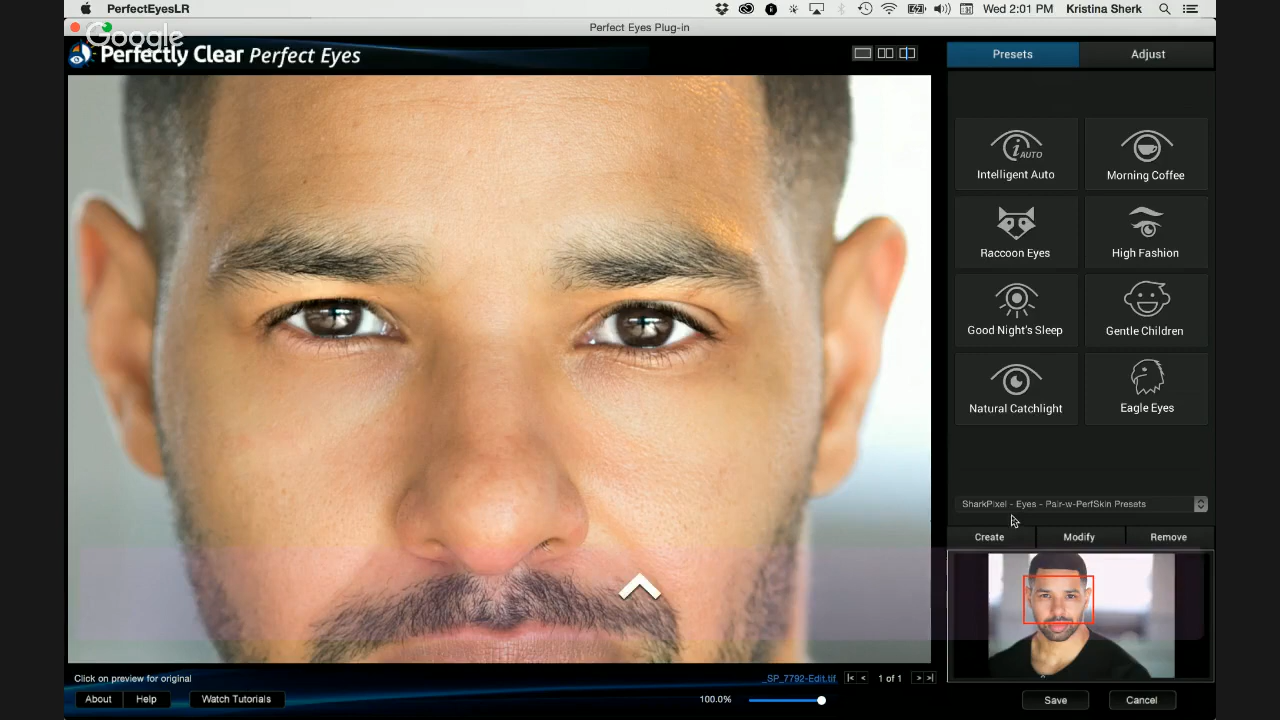 PerfectEyesLR
Wed 2:01 PM Kristina Sherk
Perfect Eyes Plug-in
Google
Perfectly Clear Perfect Eyes
Presets Adjust
Intelligent Auto Morning Coffee
Raccoon Eyes High Fashion
Good Night's Sleep Gentle Children
Natural Catchlight Eagle Eyes
SharkPixel - Eyes - Pair-w-PerfSkin Presets
Create Modify Remove
Click on preview for original _SP_7792-Edit.tif 1 of 1
About Help Watch Tutorials 100.0% Save Cancel